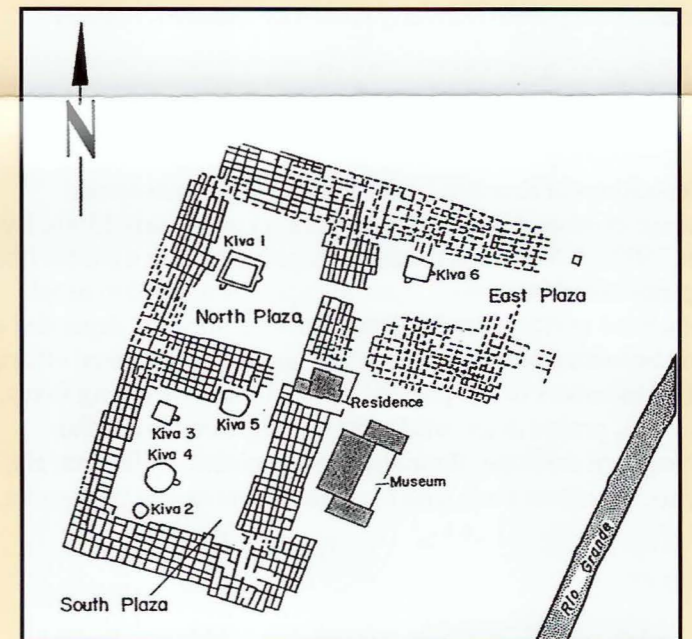 N
Kiva 1
Kiva 6
East Plaza
North Plaza
Residence
Kiva 3
Kiva 5
Kiva 4
Museum
Kiva 2
South Plaza
Rio Grande